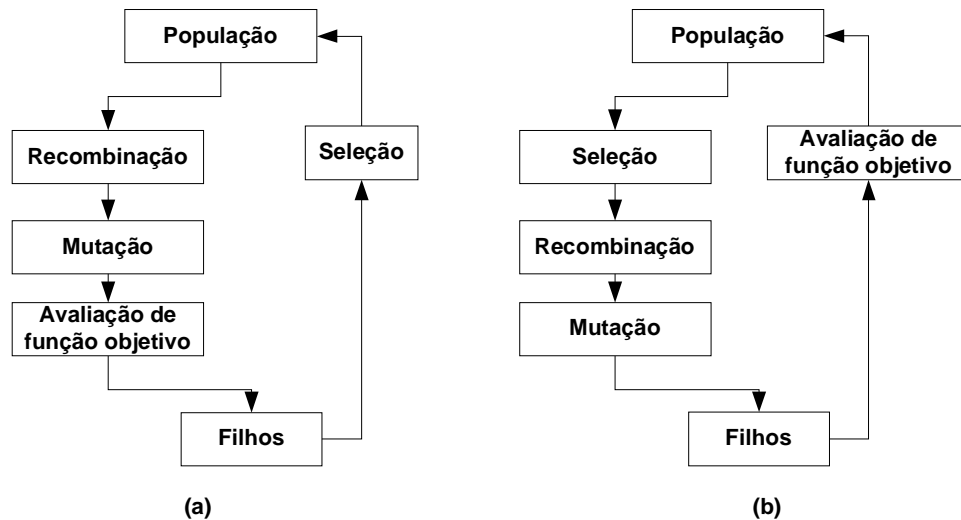 População
Recombinação
Seleção
Mutação
Avaliação de
função objetivo
Filhos
(a)
População
Seleção
Avaliação de
função objetivo
Recombinação
Mutação
Filhos
(b)